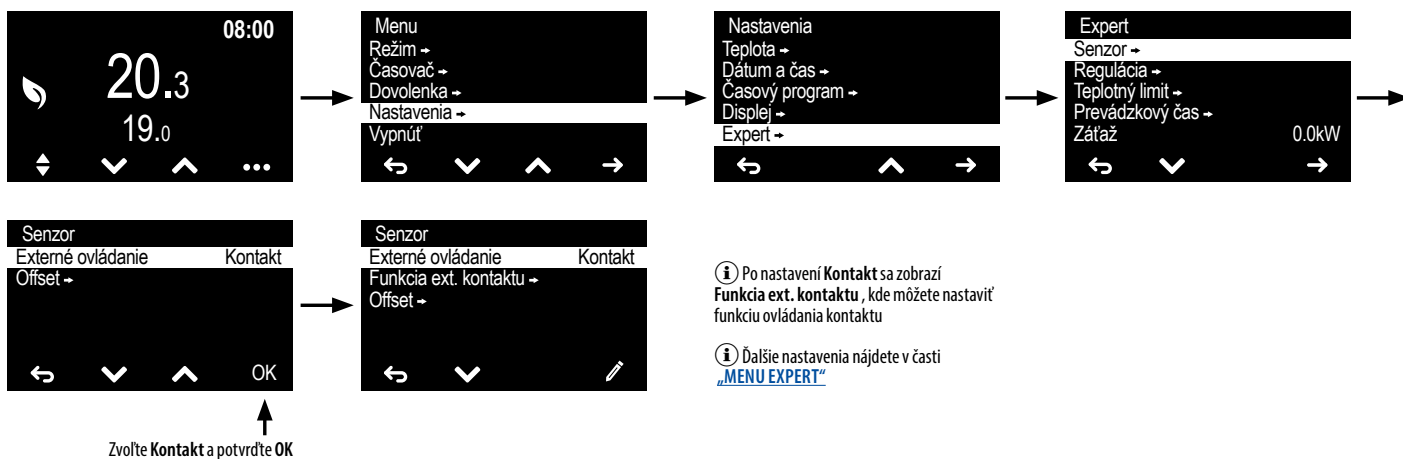 08:00
20.3
19.0
Menu
Režim →
Časovač →
Dovolenka →
Nastavenia →
Vypnúť
Nastavenia
Teplota →
Dátum a čas →
Časový program →
Displej →
Expert →
Expert
Senzor →
Regulácia →
Teplotný limit →
Prevádzkový čas →
Záťaž 0.0kW
Senzor
Externé ovládanie Kontakt
Offset →
OK
Zvoľte Kontakt a potvrďte OK
Senzor
Externé ovládanie Kontakt
Funkcia ext. kontaktu →
Offset →
Po nastavení Kontakt sa zobrazí
Funkcia ext. kontaktu , kde môžete nastaviť
funkciu ovládania kontaktu
Ďalšie nastavenia nájdete v časti
„MENU EXPERT“